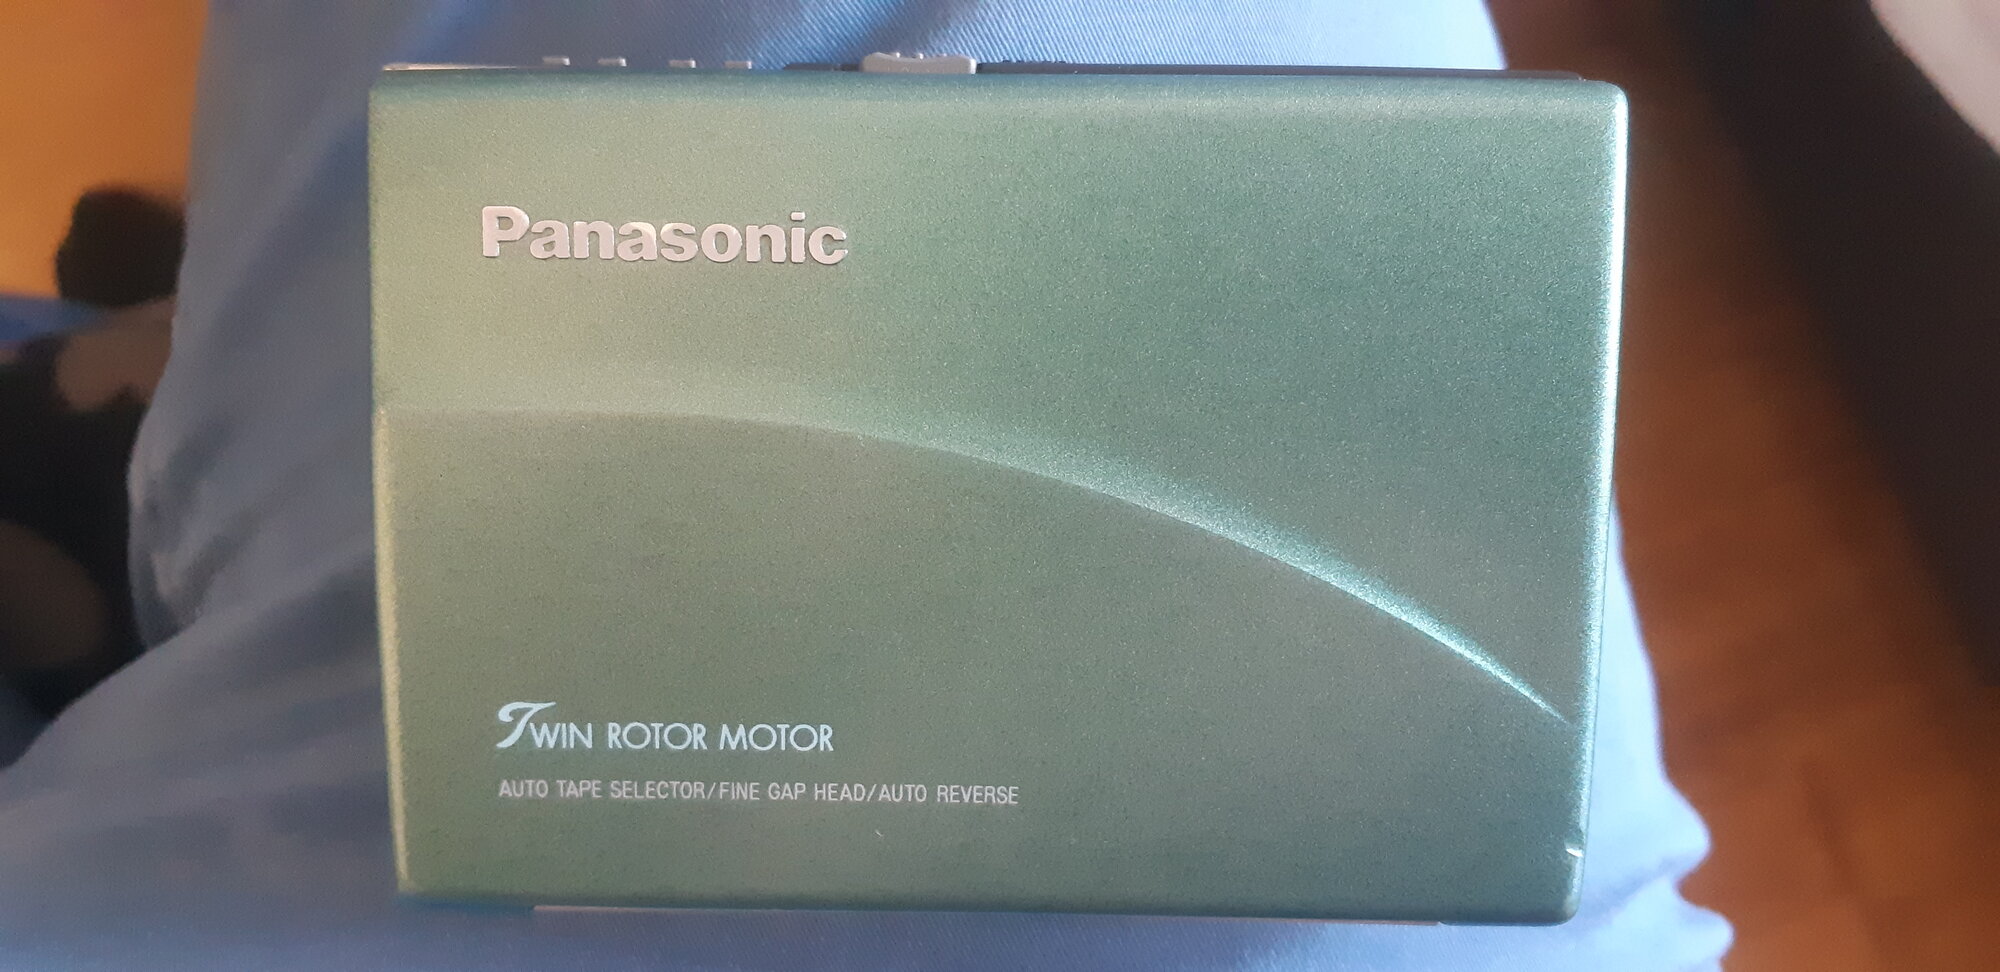 Panasonic
TWIN ROTOR MOTOR
AUTO TAPE SELECTOR/FINE GAP HEAD/AUTO REVERSE